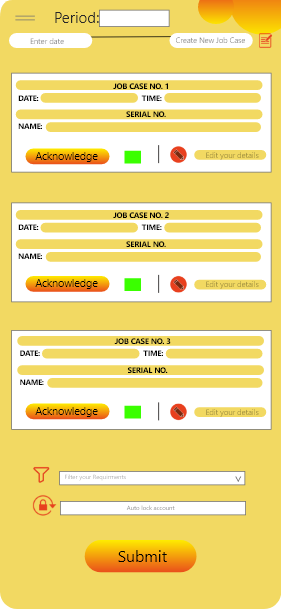 Period:
Enter date
Create New Job Case
JOB CASE NO. 1
DATE: TIME:
SERIAL NO.
NAME:
Acknowledge Edit your details
JOB CASE NO. 2
DATE: TIME:
SERIAL NO.
NAME:
Acknowledge Edit your details
JOB CASE NO. 3
DATE: TIME:
SERIAL NO.
NAME:
Acknowledge Edit your details
Filter your Requirments
Auto lock account
Submit